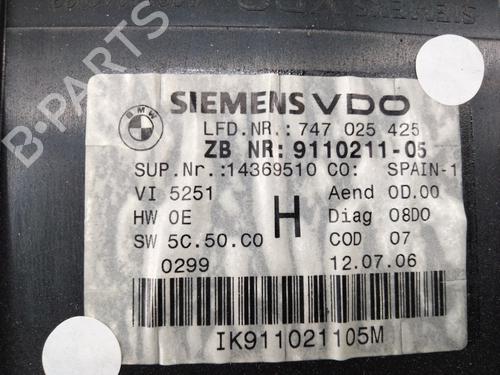 SIEMENS
BMW
SIEMENS VDO
LFD.NR.: 747 025 425
ZB NR: 9110211-05
SUP.Nr.:14369510 CO: SPAIN-1
VI 5251 Aend 0D.00
HW 0E H Diag 08D0
SW 5C.50.C0 COD 07
0299 12.07.06
IK911021105M
B-PARTS